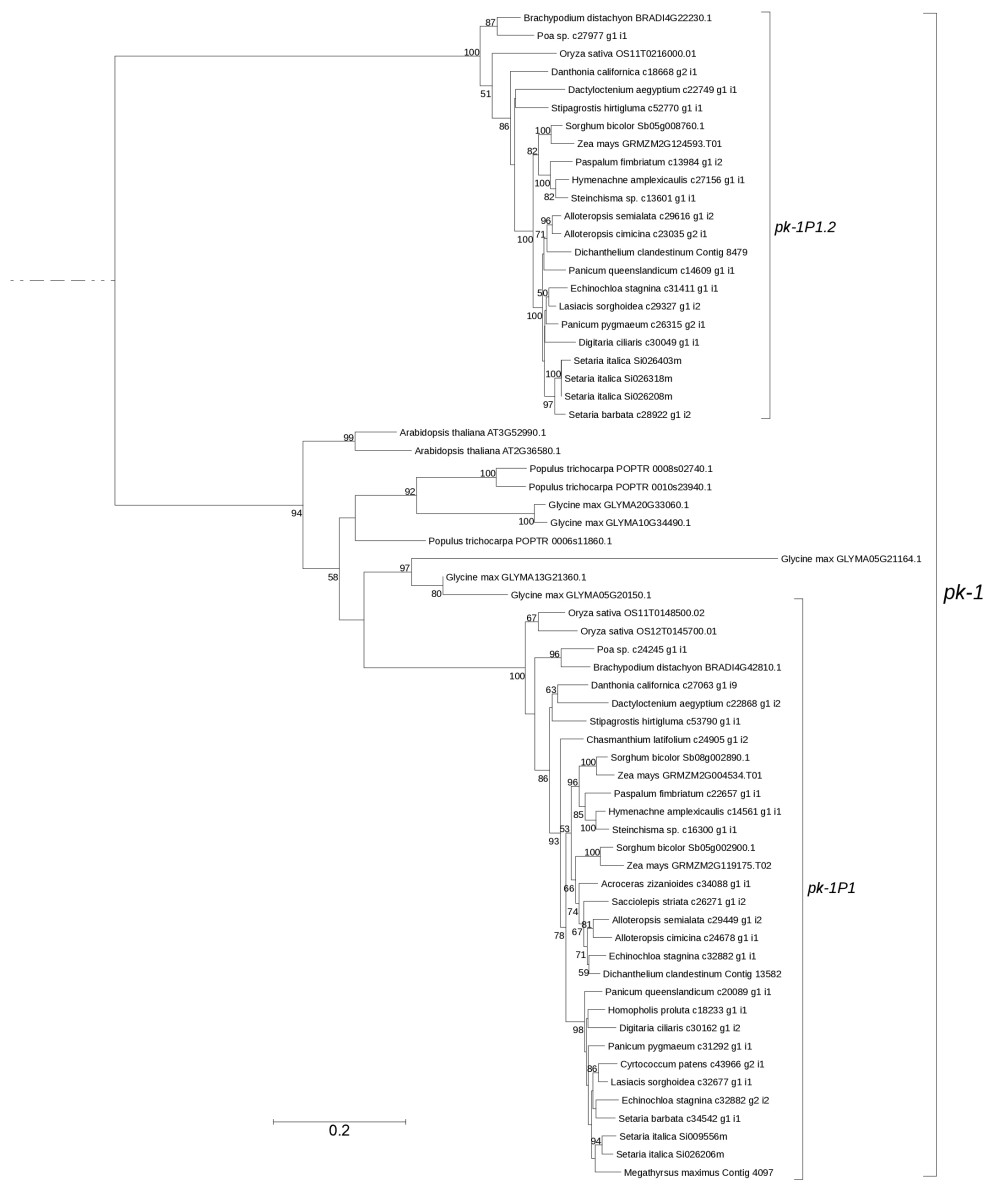 Brachypodium distachyon BRADI4G22230.1
87
Poa sp. c27977 g1 i1
100
Oryza sativa OS11T0216000.01
Danthonia californica c18668 g2 i1
51
Dactyloctenium aegyptium c22749 g1 i1
Stipagrostis hirtigluma c52770 g1 i1
86
Sorghum bicolor Sb05g008760.1
100
Zea mays GRMZM2G124593.T01
82
Paspalum fimbriatum c13984 g1 i2
Hymenachne amplexicaulis c27156 g1 i1
100
Steinchisma sp. c13601 g1 i1
82
Alloteropsis semialata c29616 g1 i2
96
Alloteropsis cimicina c23035 g2 i1
71
100
pk-1P1.2
Dichanthelium clandestinum Contig 8479
Panicum queenslandicum c14609 g1 i1
Echinochloa stagnina c31411 g1 i1
50
Lasiacis sorghoidea c29327 g1 i2
100
Panicum pygmaeum c26315 g2 i1
Digitaria ciliaris c30049 g1 i1
Setaria italica Si026403m
100
Setaria italica Si026318m
Setaria italica Si026208m
97
Setaria barbata c28922 g1 i2
Arabidopsis thaliana AT3G52990.1
99
Arabidopsis thaliana AT2G36580.1
Populus trichocarpa POPTR 0008s02740.1
100
Populus trichocarpa POPTR 0010s23940.1
92
Glycine max GLYMA20G33060.1
94
100
Glycine max GLYMA10G34490.1
Populus trichocarpa POPTR 0006s11860.1
Glycine max GLYMA05G21164.1
97
58
Glycine max GLYMA13G21360.1
80
Glycine max GLYMA05G20150.1
pk-1
Oryza sativa OS11T0148500.02
67
Oryza sativa OS12T0145700.01
Poa sp. c24245 g1 i1
96
Brachypodium distachyon BRADI4G42810.1
100
Danthonia californica c27063 g1 i9
63
Dactyloctenium aegyptium c22868 g1 i2
Stipagrostis hirtigluma c53790 g1 i1
Chasmanthium latifolium c24905 g1 i2
Sorghum bicolor Sb08g002890.1
100
Zea mays GRMZM2G004534.T01
86
96
Paspalum fimbriatum c22657 g1 i1
Hymenachne amplexicaulis c14561 g1 i1
85
Steinchisma sp. c16300 g1 i1
53
100
93
Sorghum bicolor Sb05g002900.1
100
Zea mays GRMZM2G119175.T02
Acroceras zizanioides c34088 g1 i1
66
pk-1P1
Sacciolepis striata c26271 g1 i2
74
Alloteropsis semialata c29449 g1 i2
81
67
78
Alloteropsis cimicina c24678 g1 i1
Echinochloa stagnina c32882 g1 i1
71
Dichanthelium clandestinum Contig 13582
59
Panicum queenslandicum c20089 g1 i1
Homopholis proluta c18233 g1 i1
Digitaria ciliaris c30162 g1 i2
98
Panicum pygmaeum c31292 g1 i1
Cyrtococcum patens c43966 g2 i1
86
Lasiacis sorghoidea c32677 g1 i1
Echinochloa stagnina c32882 g2 i2
Setaria barbata c34542 g1 i1
0.2
Setaria italica Si009556m
94
Setaria italica Si026206m
Megathyrsus maximus Contig 4097